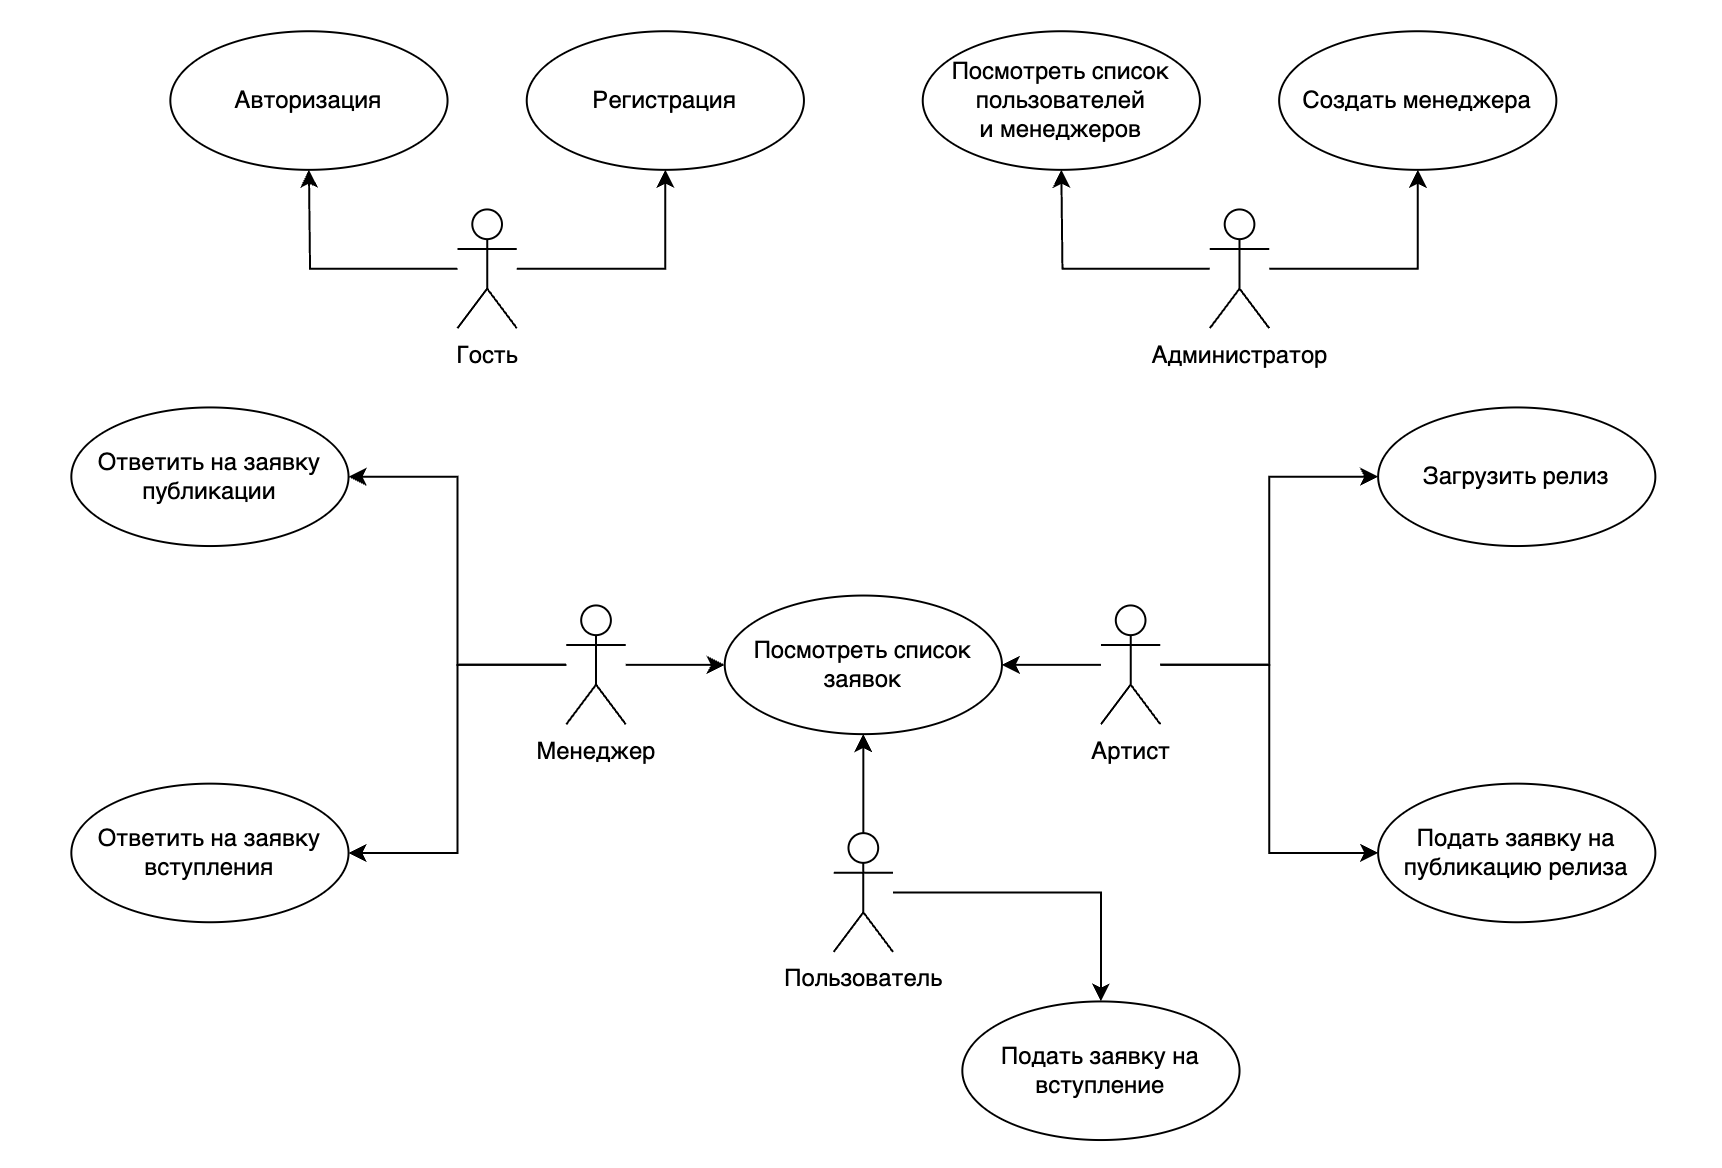 Авторизация
Регистрация
Посмотреть список
пользователей
и менеджеров
Создать менеджера
Гость
Администратор
Ответить на заявку
публикации
Загрузить релиз
Посмотреть список
заявок
Менеджер
Артист
Ответить на заявку
вступления
Подать заявку на
публикацию релиза
Пользователь
Подать заявку на
вступление